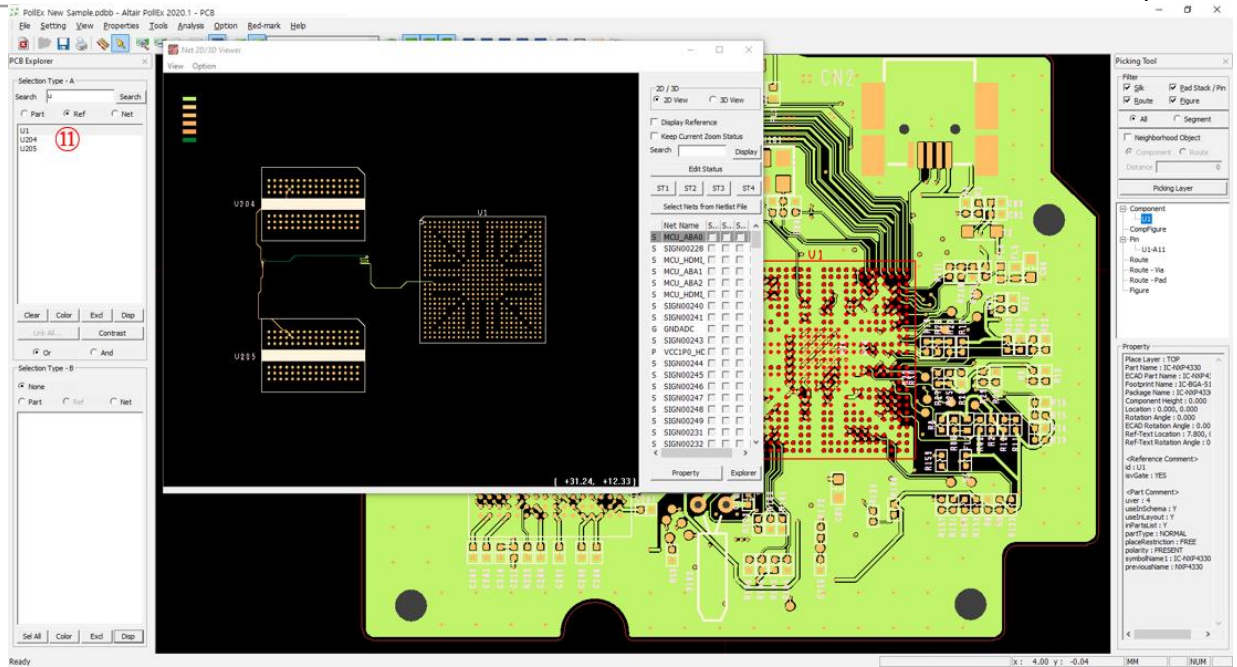 PollEx New Sample.pdbb - Altair PollEx 2020.1 - PCB
File Setting View Properties Tools Analysis Option Red-mark Help
PCB Explorer
Selection Type - A
Search u Search
Part Ref Net
U1
U204
U205
⑪
Clear Color Exd Disp
Link All... Contrast
Or And
Selection Type - B
None
Part Ref Net
Sel All Color Exd Disp
Ready
Net 2D/3D Viewer
View Option
U204
U1
U205
[ +31.24, +12.33]
2D / 3D
2D View 3D View
Display Reference
Keep Current Zoom Status
Search Display
Edit Status
ST1 ST2 ST3 ST4
Select Nets from Netlist File
Net Name S... S... S...
S MCU_ABA0
S SIGN00228
S MCU_HDMI_
S MCU_ABA1
S MCU_ABA2
S MCU_HDMI_
S SIGN00240
S SIGN00241
G GNDADC
S SIGN00243
P VCC1P0_HD
S SIGN00244
S SIGN00245
S SIGN00246
S SIGN00247
S SIGN00248
S SIGN00249
S SIGN00231
S SIGN00232
Property Explorer
CN2
U1
Picking Tool
Filter
Silk Pad Stack / Pin
Route Figure
All Segment
Neighborhood Object
Component Route
Distance 0
Picking Layer
Component
U1
CompFigure
Pin
U1-A11
Route
Route - Via
Route - Pad
Figure
Property
Place Layer : TOP
Part Name : IC-NXP4330
ECAD Part Name : IC-NXP4:
Footprint Name : IC-BGA-51
Package Name : IC-NXP433
Component Height : 0.000
Location : 0.000, 0.000
Rotation Angle : 0.000
ECAD Rotation Angle : 0.00
Ref-Text Location : 7.800, (
Ref-Text Rotation Angle : 0
<Reference Comment>
id : U1
isvGate : YES
<Part Comment>
uver : 4
useInSchema : Y
useInLayout : Y
inPartsList : Y
partType : NORMAL
placeRestriction : FREE
polarity : PRESENT
symbolName1 : IC-NXP4330
previousName : NXP4330
x : 4.00 y : -0.04 MM NUM